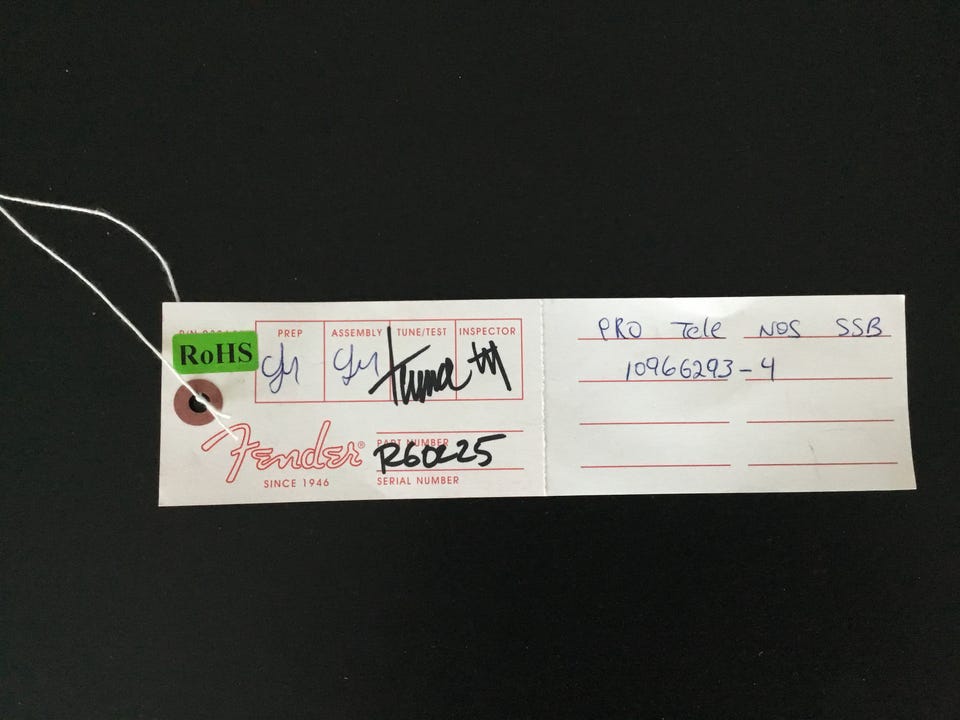 RoHS
PREP ASSEMBLY TUNE/TEST INSPECTOR
Fender®
SINCE 1946
PART NUMBER
R60225
SERIAL NUMBER
PRO Tele NOS SSB
10966293-4